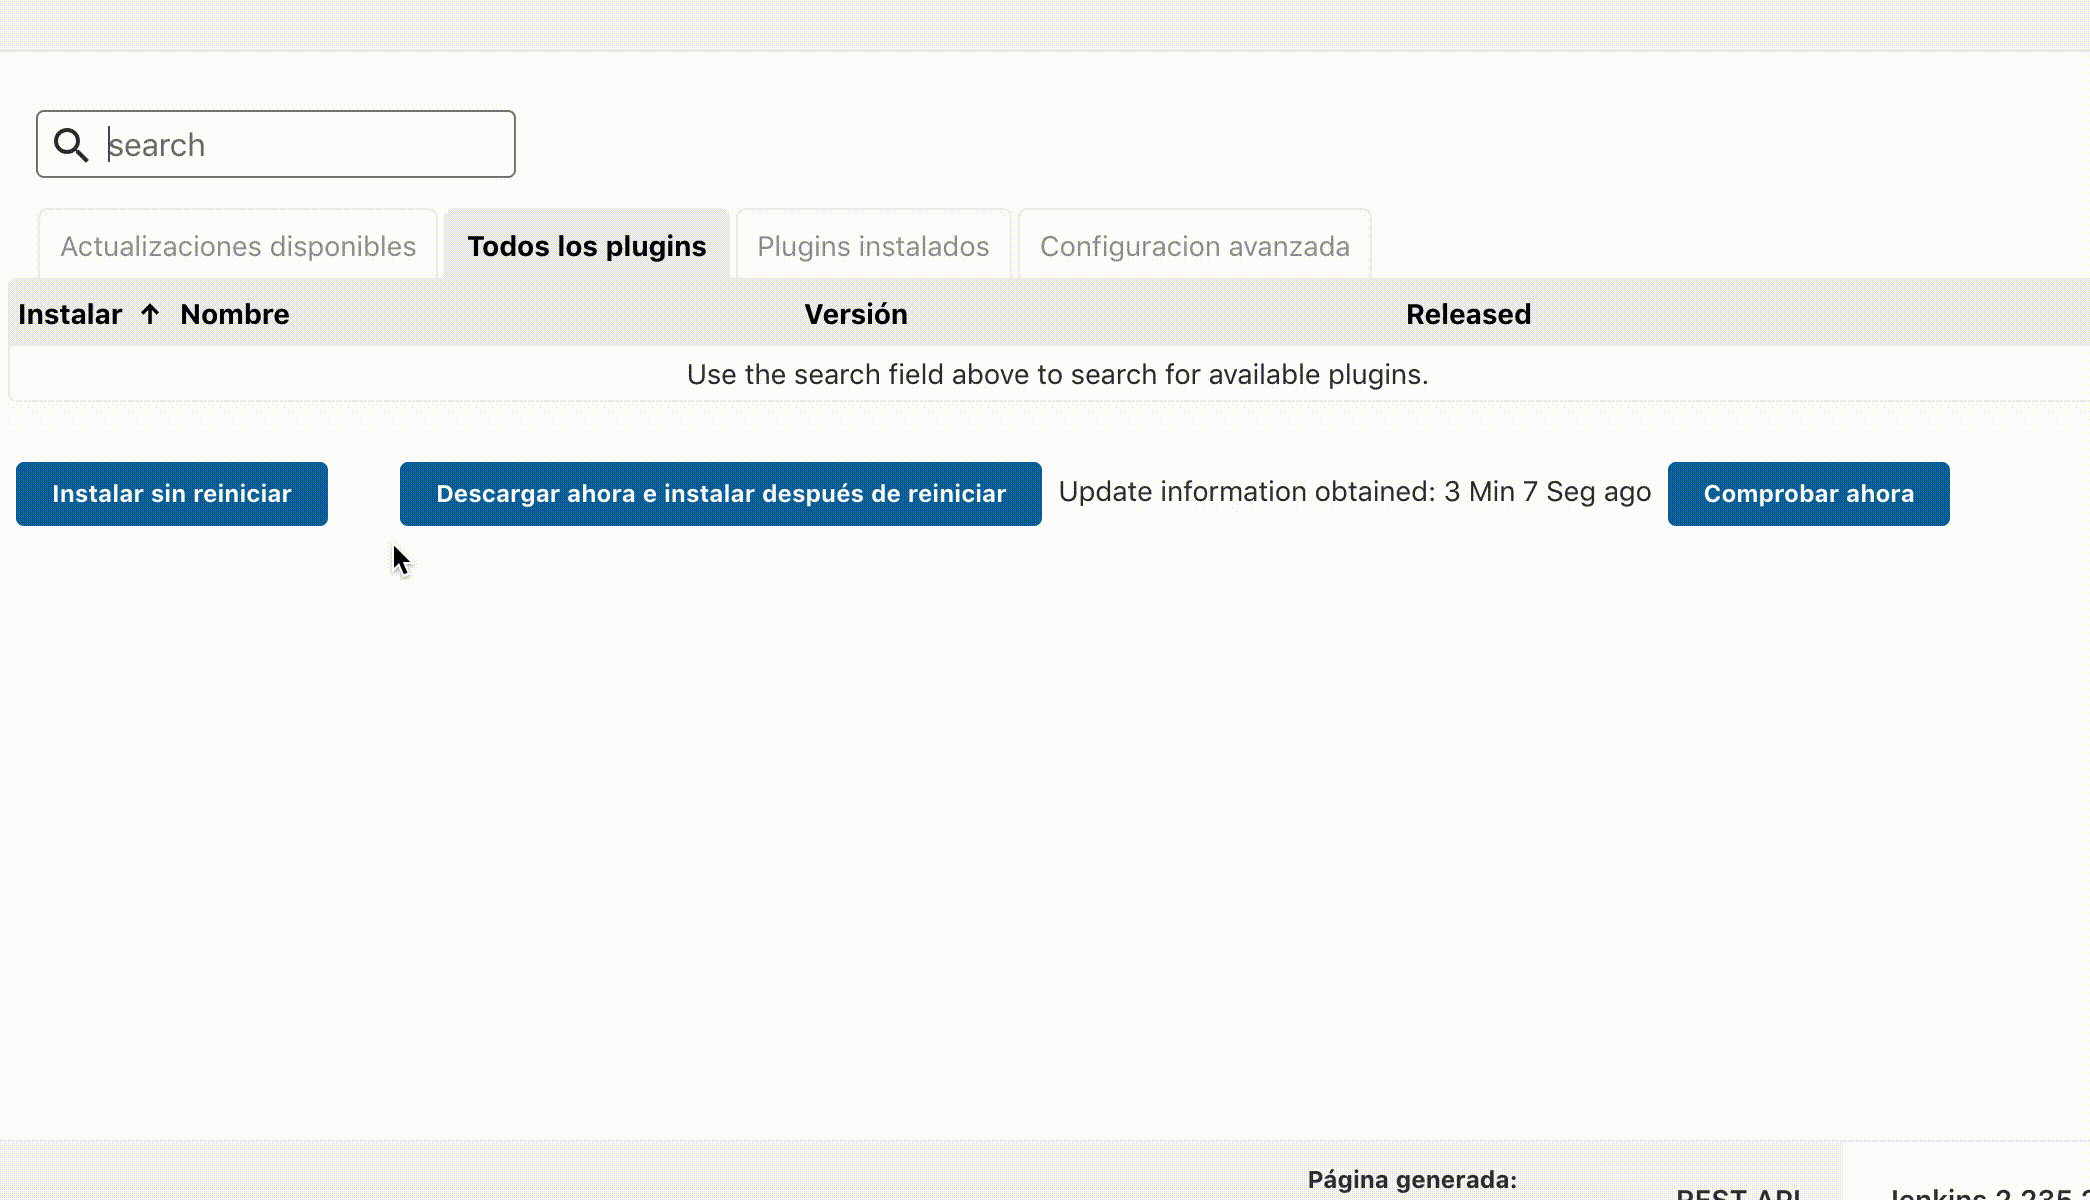 search
Actualizaciones disponibles Todos los plugins Plugins instalados Configuracion avanzada
Instalar ↑ Nombre Versión Released
Use the search field above to search for available plugins.
Instalar sin reiniciar Descargar ahora e instalar después de reiniciar Update information obtained: 3 Min 7 Seg ago Comprobar ahora
Página generada:
REST API Jenkins 2.235